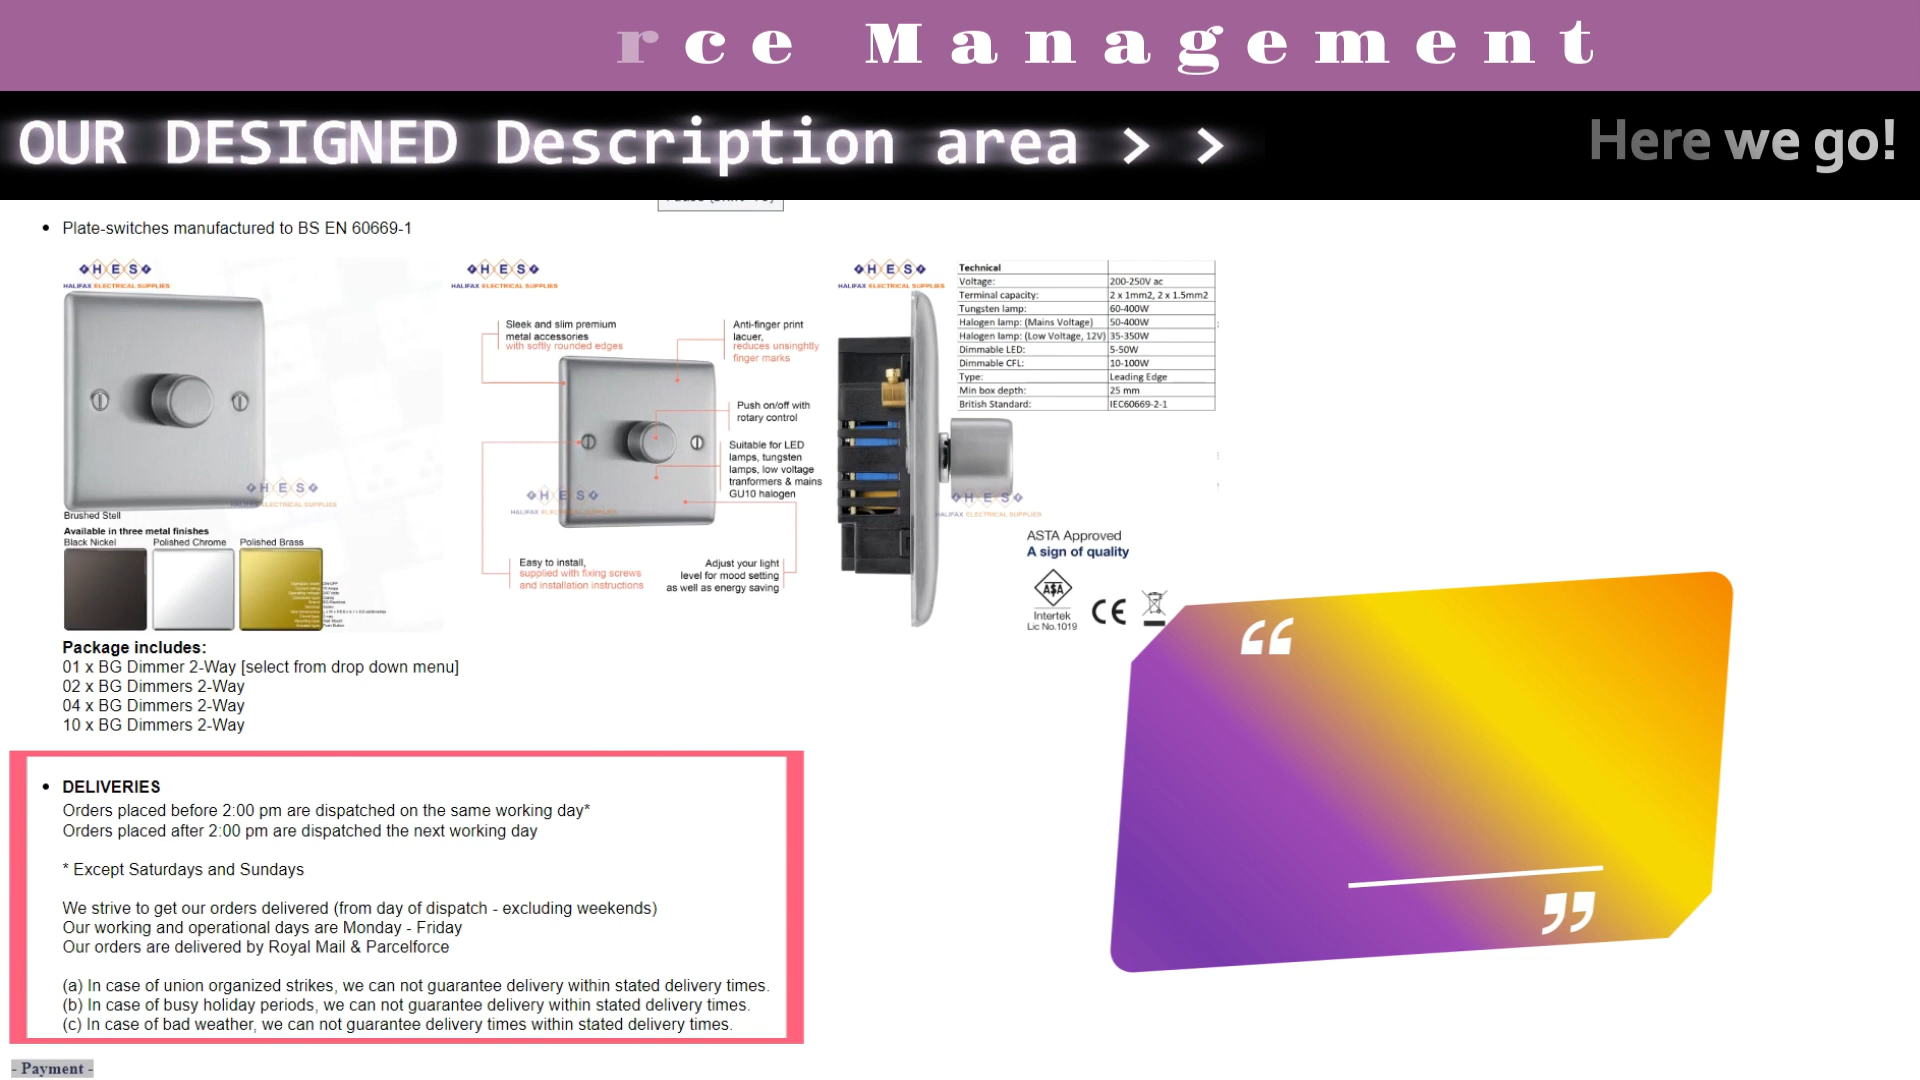 rce Management
OUR DESIGNED Description area > >
Here we go!
• Plate-switches manufactured to BS EN 60669-1
HES
HALIFAX ELECTRICAL SUPPLIES
HES
HALIFAX ELECTRICAL SUPPLIES
HES
HALIFAX ELECTRICAL SUPPLIES
Technical
Voltage: 200-250V ac
Terminal capacity: 2 x 1mm2, 2 x 1.5mm2
Tungsten lamp: 60-400W
Halogen lamp: (Mains Voltage) 50-400W
Halogen lamp: (Low Voltage, 12V) 35-350W
Dimmable LED: 5-50W
Dimmable CFL: 10-100W
Type: Leading Edge
Min box depth: 25 mm
British Standard: IEC60669-2-1
Sleek and slim premium
metal accessories
with softly rounded edges
Anti-finger print
lacuer,
reduces unsinghtly
finger marks
Push on/off with
rotary control
Suitable for LED
lamps, tungsten
lamps, low voltage
tranformers & mains
GU10 halogen
Easy to install,
supplied with fixing screws
and installation instructions
Adjust your light
level for mood setting
as well as energy saving
HES
HES
HES
HALIFAX ELECTRICAL SUPPLIES
Brushed Stell
Available in three metal finishes
Black Nickel Polished Chrome Polished Brass
ASTA Approved
A sign of quality
ASA
Intertek
Lic No.1019
CE
Package includes:
01 x BG Dimmer 2-Way [select from drop down menu]
02 x BG Dimmers 2-Way
04 x BG Dimmers 2-Way
10 x BG Dimmers 2-Way
“
”
• DELIVERIES
Orders placed before 2:00 pm are dispatched on the same working day*
Orders placed after 2:00 pm are dispatched the next working day
* Except Saturdays and Sundays
We strive to get our orders delivered (from day of dispatch - excluding weekends)
Our working and operational days are Monday - Friday
Our orders are delivered by Royal Mail & Parcelforce
(a) In case of union organized strikes, we can not guarantee delivery within stated delivery times.
(b) In case of busy holiday periods, we can not guarantee delivery within stated delivery times.
(c) In case of bad weather, we can not guarantee delivery times within stated delivery times.
- Payment -